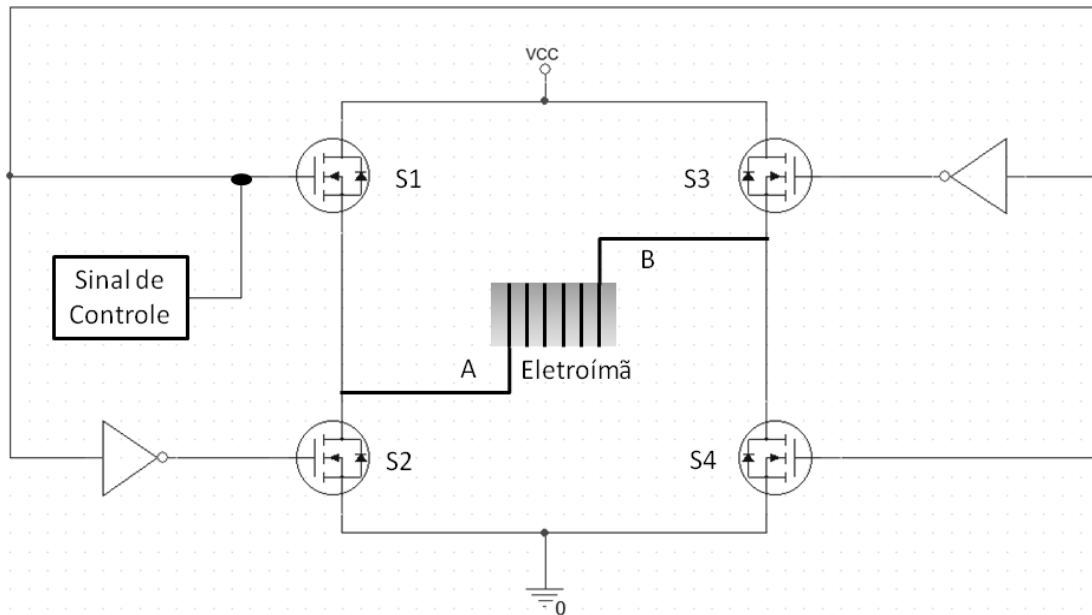 VCC
S1
S3
Sinal de
Controle
B
A
Eletroímã
S2
S4
0